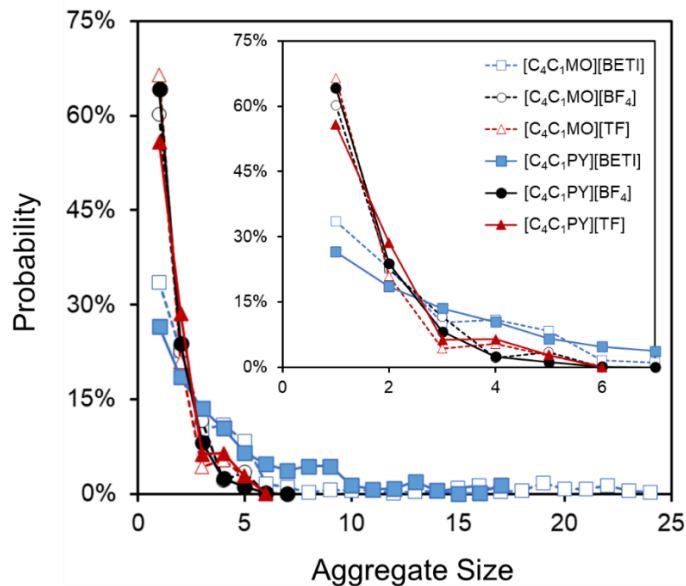 75%
60%
45%
30%
15%
0%
Probability
0
5
10
15
20
25
Aggregate Size
75%
60%
45%
30%
15%
0%
0
2
4
6
[C₄C₁MO][BETI]
[C₄C₁MO][BF₄]
[C₄C₁MO][TF]
[C₄C₁PY][BETI]
[C₄C₁PY][BF₄]
[C₄C₁PY][TF]